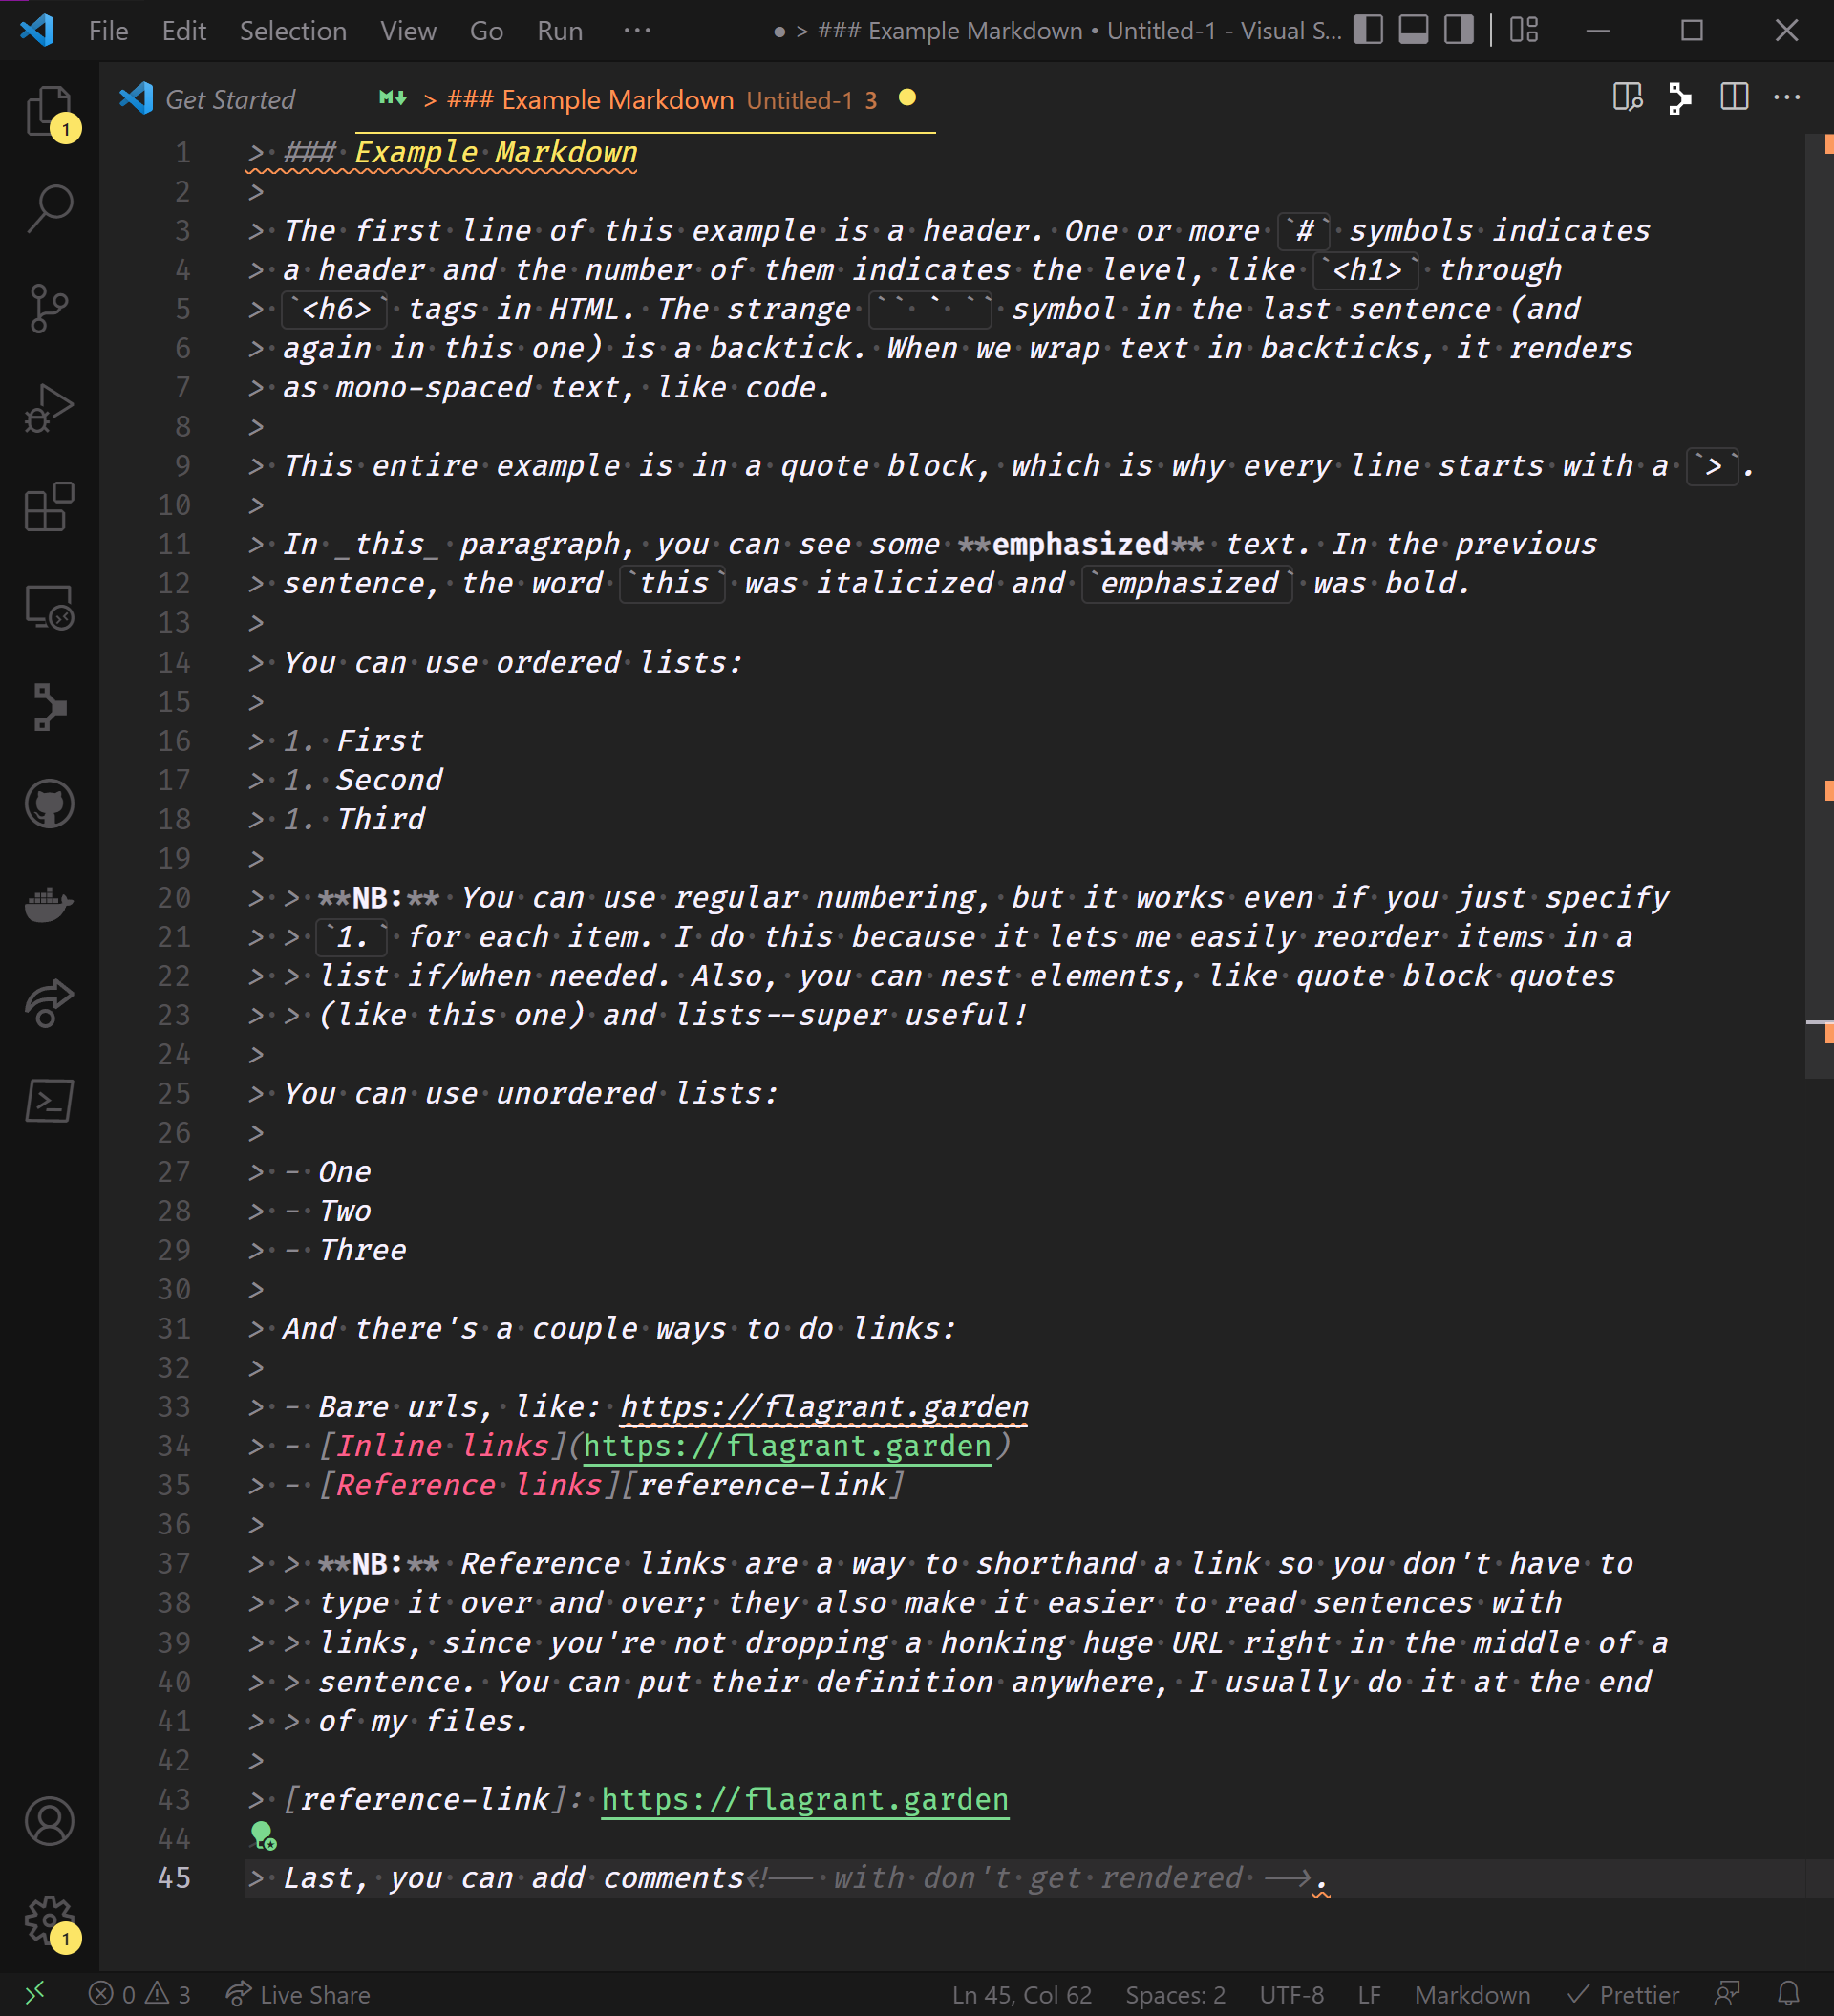 File Edit Selection View Go Run ··· ● > ### Example Markdown • Untitled-1 - Visual S...
Get Started > ### Example Markdown Untitled-1 3
1 > ### Example Markdown
2 >
3 > The first line of this example is a header. One or more `#` symbols indicates
4 > a header and the number of them indicates the level, like `<h1>` through
5 > `<h6>` tags in HTML. The strange `` ` `` symbol in the last sentence (and
6 > again in this one) is a backtick. When we wrap text in backticks, it renders
7 > as mono-spaced text, like code.
8 >
9 > This entire example is in a quote block, which is why every line starts with a `>`.
10 >
11 > In _this_ paragraph, you can see some **emphasized** text. In the previous
12 > sentence, the word `this` was italicized and `emphasized` was bold.
13 >
14 > You can use ordered lists:
15 >
16 > 1. First
17 > 1. Second
18 > 1. Third
19 >
20 > > **NB:** You can use regular numbering, but it works even if you just specify
21 > > `1.` for each item. I do this because it lets me easily reorder items in a
22 > > list if/when needed. Also, you can nest elements, like quote block quotes
23 > > (like this one) and lists--super useful!
24 >
25 > You can use unordered lists:
26 >
27 > - One
28 > - Two
29 > - Three
30 >
31 > And there's a couple ways to do links:
32 >
33 > - Bare urls, like: https://flagrant.garden
34 > - [Inline links](https://flagrant.garden)
35 > - [Reference links][reference-link]
36 >
37 > > **NB:** Reference links are a way to shorthand a link so you don't have to
38 > > type it over and over; they also make it easier to read sentences with
39 > > links, since you're not dropping a honking huge URL right in the middle of a
40 > > sentence. You can put their definition anywhere, I usually do it at the end
41 > > of my files.
42 >
43 > [reference-link]: https://flagrant.garden
44
45 > Last, you can add comments<!-- with don't get rendered -->.
1
1
0 3 Live Share Ln 45, Col 62 Spaces: 2 UTF-8 LF Markdown Prettier